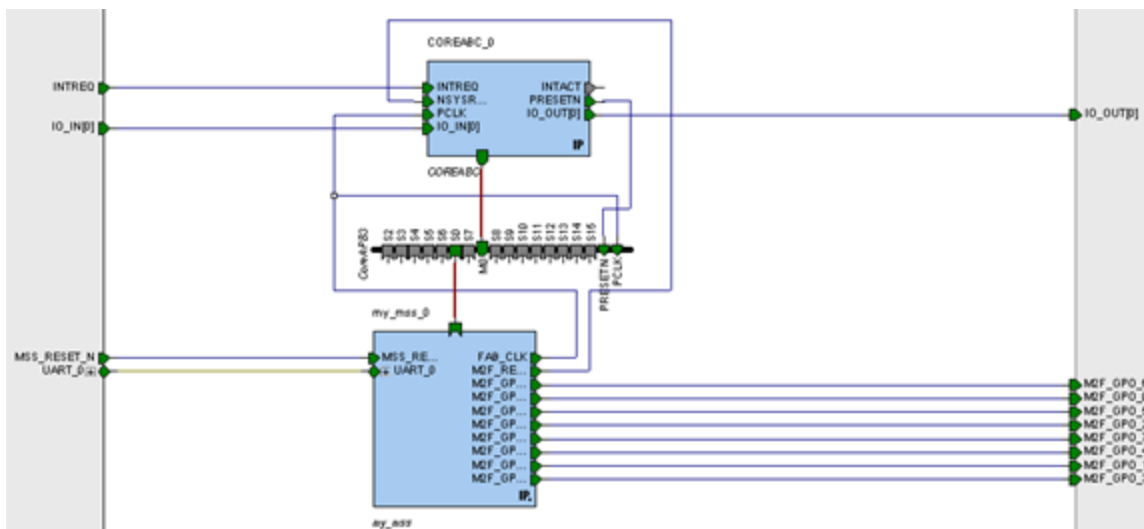 COREABC_0
INTREQ
INTREQ
INTACT
NSYSR...
PRESETN
PCLK
IO_OUT[0]
IO_OUT[0]
IO_IN[0]
IO_IN[0]
IP
COREABC
CoreAPB3
S2
S3
S4
S5
S6
S0
S7
S8
S9
S10
S11
S12
S13
S14
S15
PRESETN
PCLK
my_mss_0
MSS_RESET_N
MSS_RE...
FAB_CLK
UART_0
UART_0
M2F_RE...
M2F_GP...
M2F_GP...
M2F_GP...
M2F_GP...
M2F_GP...
M2F_GP...
M2F_GP...
M2F_GP...
IP
my_mss